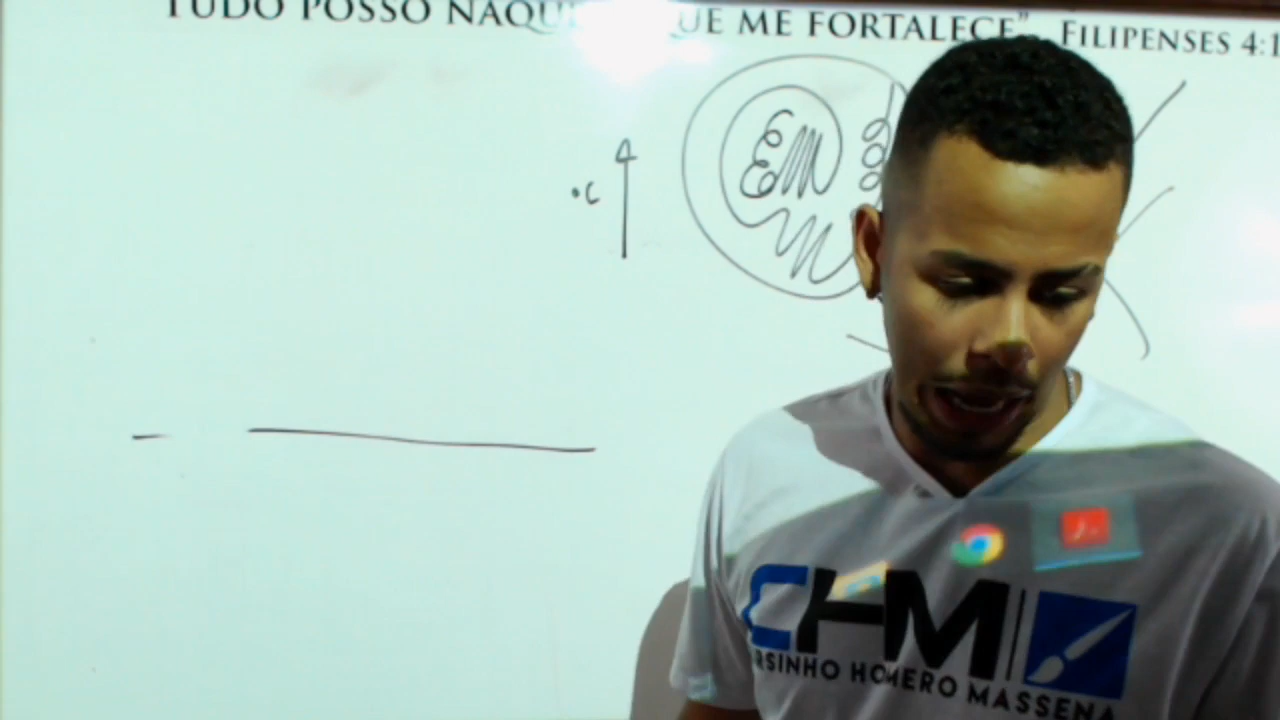 TUDO POSSO NAQU UE ME FORTALECE" FILIPENSES 4:1
°C
CHM
RSINHO HOMERO MASSENA